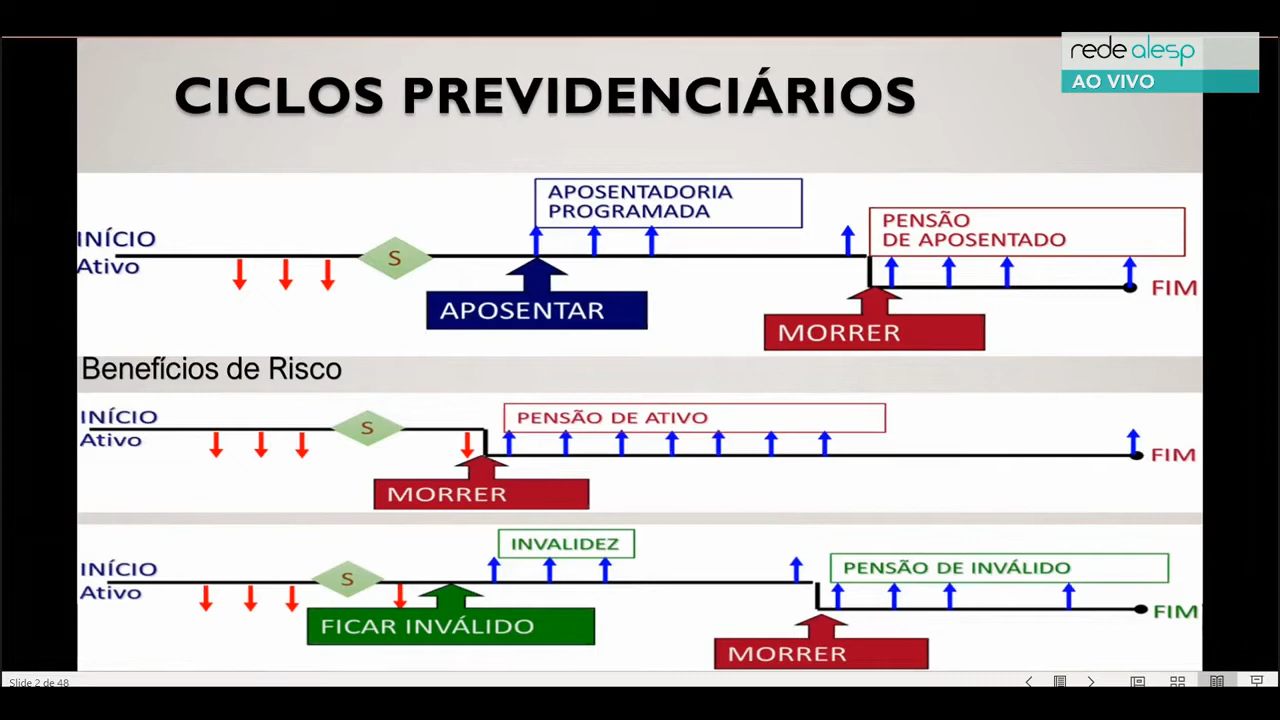 rede alesp
AO VIVO
CICLOS PREVIDENCIÁRIOS
APOSENTADORIA
PROGRAMADA
INÍCIO
Ativo
S
PENSÃO
DE APOSENTADO
FIM
APOSENTAR
MORRER
Benefícios de Risco
INÍCIO
Ativo
S
PENSÃO DE ATIVO
FIM
MORRER
INVALIDEZ
INÍCIO
Ativo
S
PENSÃO DE INVÁLIDO
FIM
FICAR INVÁLIDO
MORRER
Slide 2 de 48